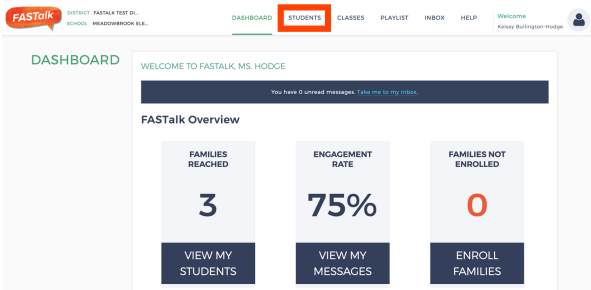 FASTalk
DISTRICT FASTALK TEST DI...
SCHOOL MEADOWBROOK ELE...
DASHBOARD STUDENTS CLASSES PLAYLIST INBOX HELP
Welcome
Kelsey Bullington-Hodge
DASHBOARD
WELCOME TO FASTALK, MS. HODGE
You have 0 unread messages. Take me to my inbox.
FASTalk Overview
FAMILIES
REACHED
3
VIEW MY
STUDENTS
ENGAGEMENT
RATE
75%
VIEW MY
MESSAGES
FAMILIES NOT
ENROLLED
0
ENROLL
FAMILIES